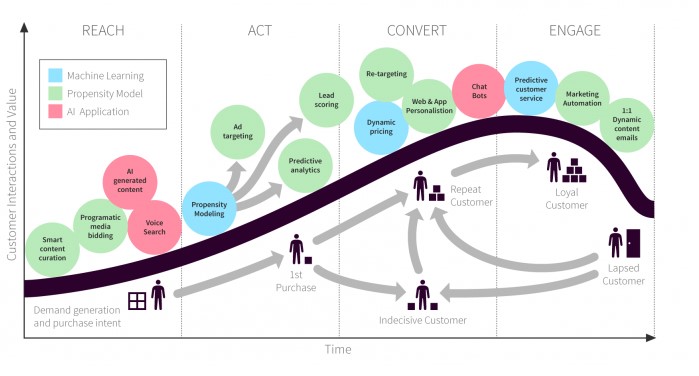 REACH
ACT
CONVERT
ENGAGE
Machine Learning
Propensity Model
AI Application
Customer Interactions and Value
Smart
content
curation
Programatic
media
bidding
AI
generated
content
Voice
Search
Propensity
Modeling
Ad
targeting
Lead
scoring
Predictive
analytics
Re-targeting
Dynamic
pricing
Web & App
Personalistion
Chat
Bots
Predictive
customer
service
Marketing
Automation
1:1
Dynamic
content
emails
Demand generation
and purchase intent
1st
Purchase
Indecisive Customer
Repeat
Customer
Loyal
Customer
Lapsed
Customer
Time